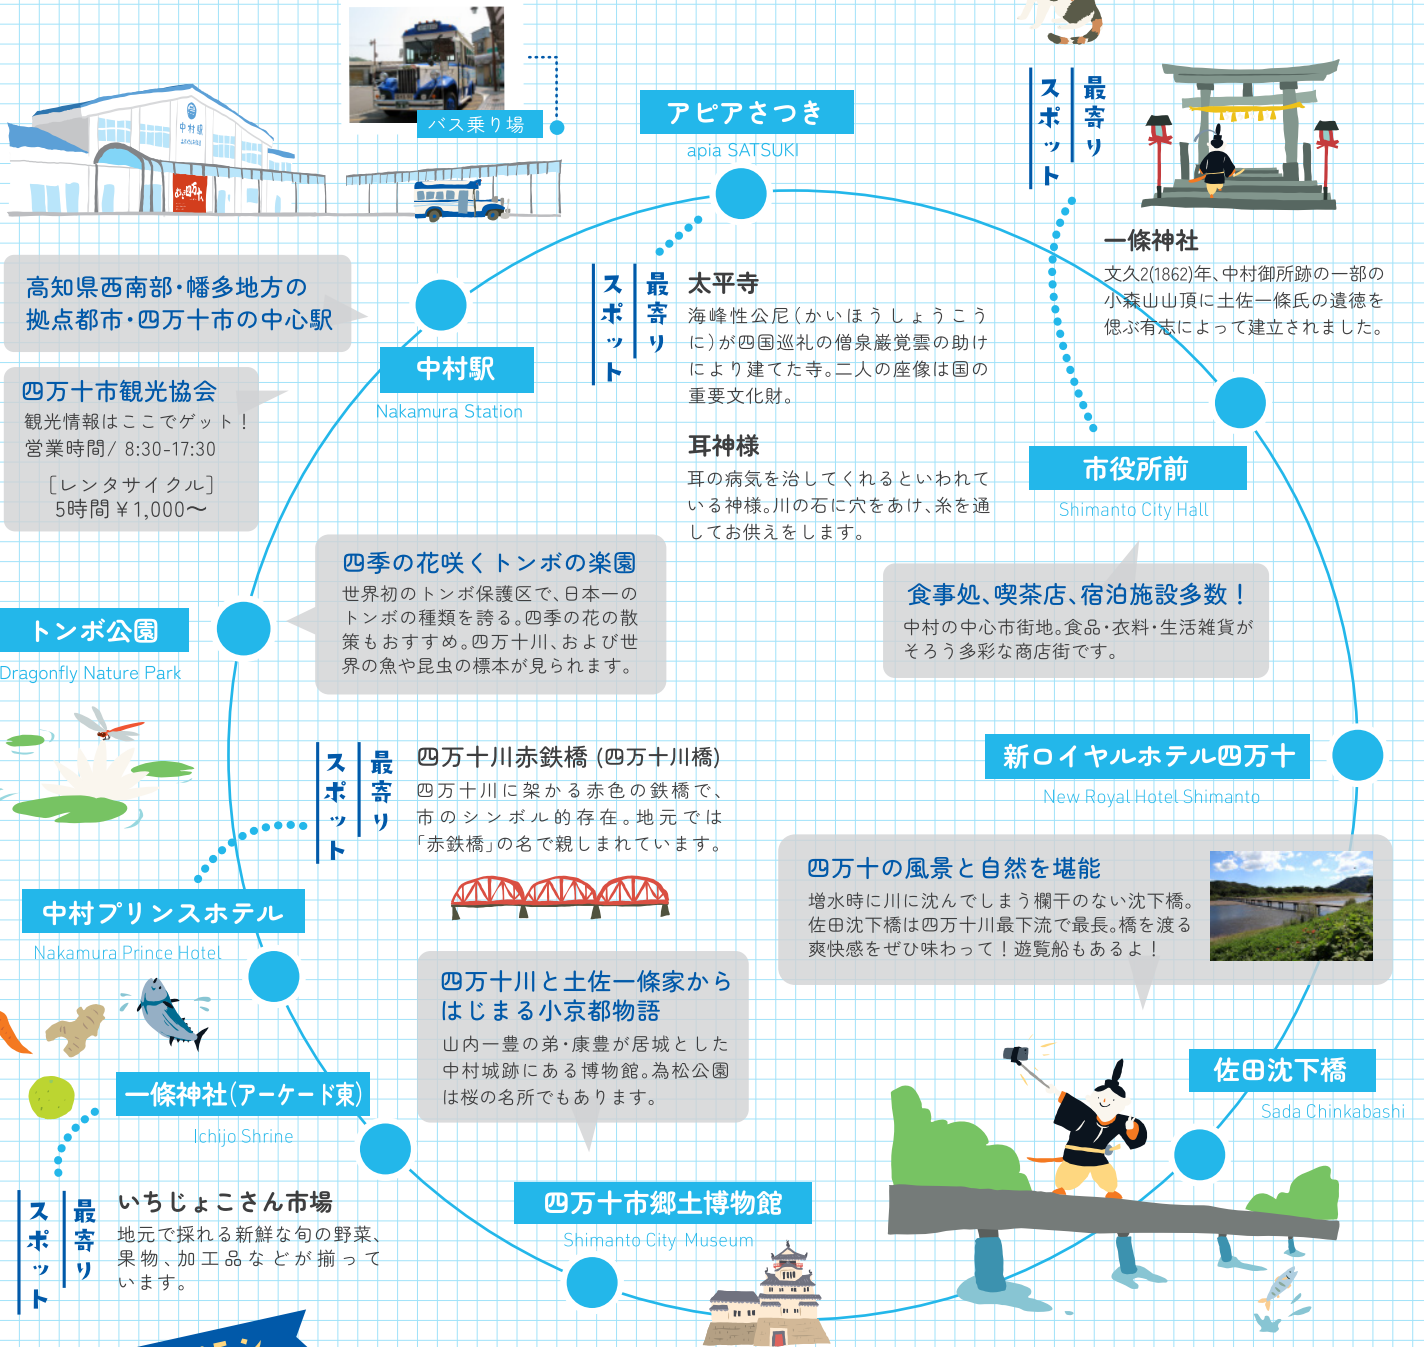 バス乗り場
中村駅
高知県西南部・幡多地方の
拠点都市・四万十市の中心駅
四万十市観光協会
観光情報はここでゲット！
営業時間/ 8:30-17:30
［レンタサイクル］
5時間￥1,000〜
中村駅
Nakamura Station
アピアさつき
apia SATSUKI
最寄り
スポット
太平寺
海峰性公尼（かいほうしょうこう
に）が四国巡礼の僧泉巌覚雲の助け
により建てた寺。二人の座像は国の
重要文化財。
耳神様
耳の病気を治してくれるといわれて
いる神様。川の石に穴をあけ、糸を通
してお供えをします。
最寄り
スポット
一條神社
文久2(1862)年、中村御所跡の一部の
小森山山頂に土佐一條氏の遺徳を
偲ぶ有志によって建立されました。
市役所前
Shimanto City Hall
食事処、喫茶店、宿泊施設多数！
中村の中心市街地。食品・衣料・生活雑貨が
そろう多彩な商店街です。
トンボ公園
Dragonfly Nature Park
四季の花咲くトンボの楽園
世界初のトンボ保護区で、日本一の
トンボの種類を誇る。四季の花の散
策もおすすめ。四万十川、および世
界の魚や昆虫の標本が見られます。
新ロイヤルホテル四万十
New Royal Hotel Shimanto
最寄り
スポット
四万十川赤鉄橋 (四万十川橋)
四万十川に架かる赤色の鉄橋で、
市のシンボル的存在。地元では
「赤鉄橋」の名で親しまれています。
四万十の風景と自然を堪能
増水時に川に沈んでしまう欄干のない沈下橋。
佐田沈下橋は四万十川最下流で最長。橋を渡る
爽快感をぜひ味わって！遊覧船もあるよ！
中村プリンスホテル
Nakamura Prince Hotel
四万十川と土佐一條家から
はじまる小京都物語
山内一豊の弟・康豊が居城とした
中村城跡にある博物館。為松公園
は桜の名所でもあります。
佐田沈下橋
Sada Chinkabashi
一條神社(アーケード東)
Ichijo Shrine
最寄り
スポット
いちじょこさん市場
地元で採れる新鮮な旬の野菜、
果物、加工品などが揃って
います。
四万十市郷土博物館
Shimanto City Museum